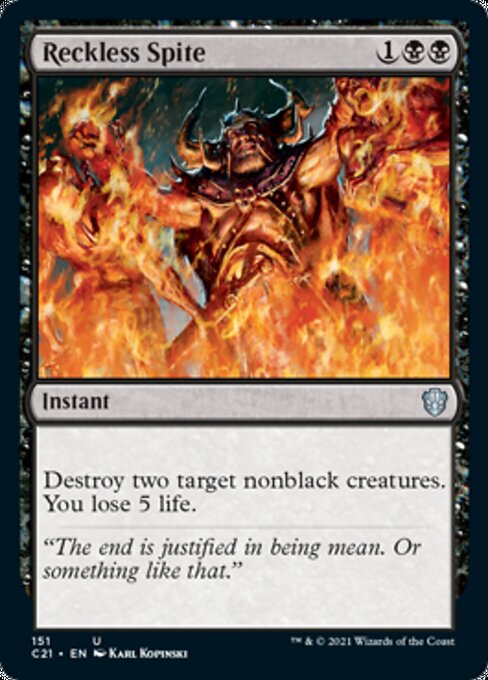 Reckless Spite 1
Instant
Destroy two target nonblack creatures.
You lose 5 life.
“The end is justified in being mean. Or
something like that.”
151 U
C21 • EN Karl Kopinski
™ & © 2021 Wizards of the Coast